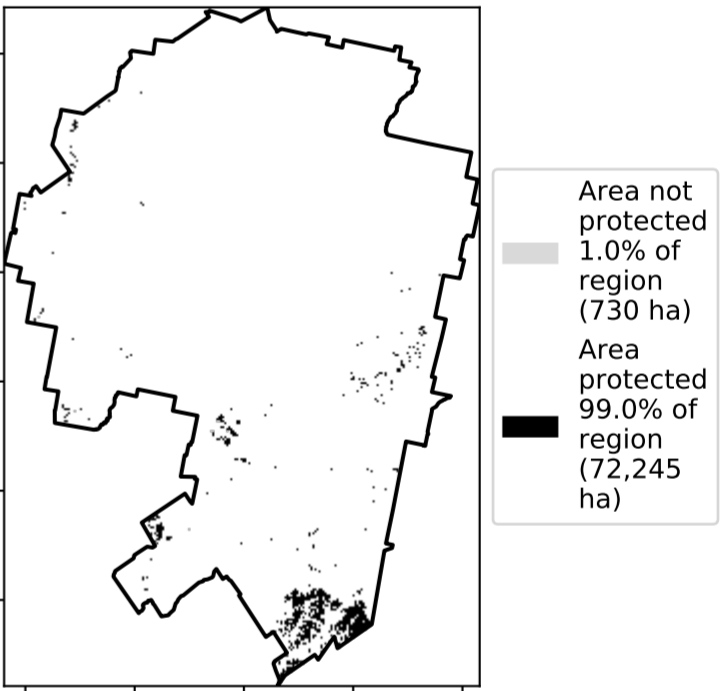 Area not
protected
1.0% of
region
(730 ha)
Area
protected
99.0% of
region
(72,245
ha)